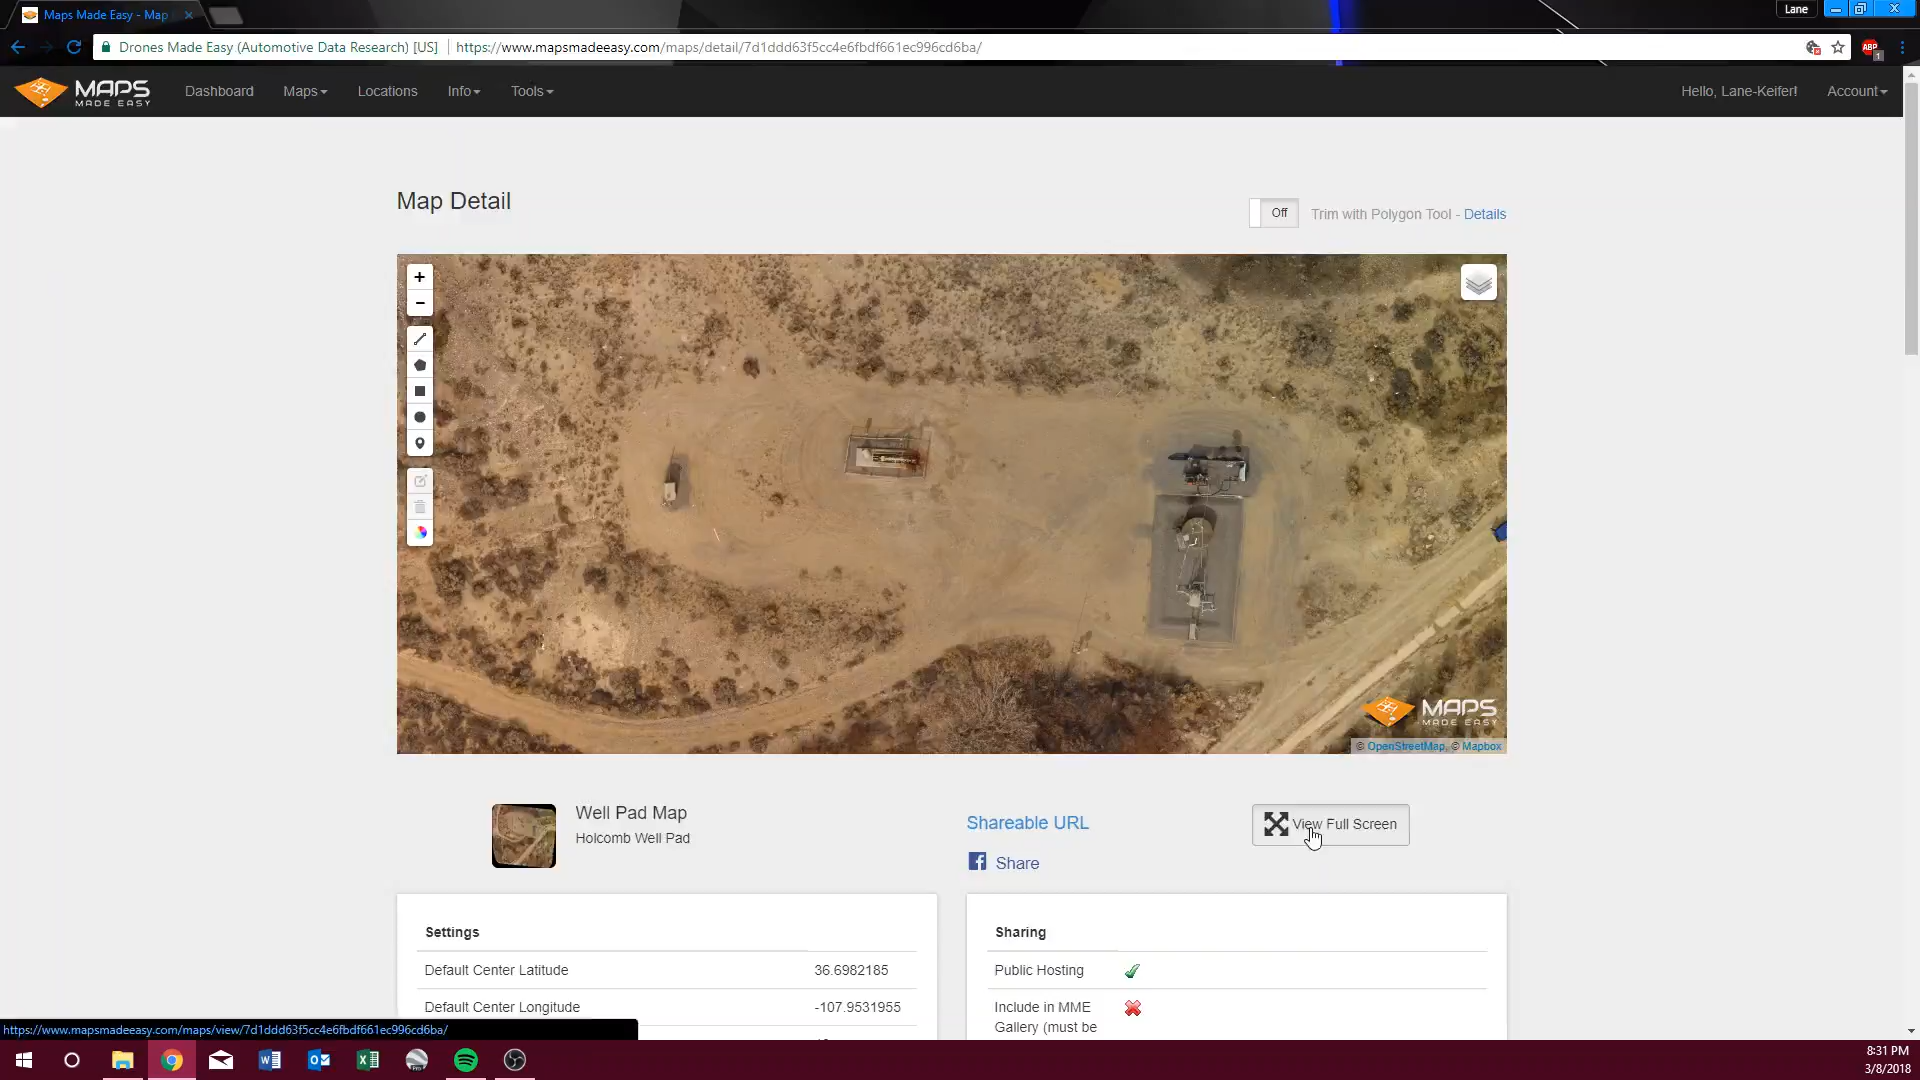 Maps Made Easy - Map
Lane
Drones Made Easy (Automotive Data Research) [US]
https://www.mapsmadeeasy.com/maps/detail/7d1ddd63f5cc4e6fbdf661ec996cd6ba/
ABP
1
MAPS
MADE EASY
Dashboard
Maps
Locations
Info
Tools
Hello, Lane-Keifer!
Account
Map Detail
Off
Trim with Polygon Tool - Details
+
−
MAPS
MADE EASY
© OpenStreetMap, © Mapbox
Well Pad Map
Holcomb Well Pad
Shareable URL
Share
View Full Screen
Settings
Default Center Latitude 36.6982185
Default Center Longitude -107.9531955
Sharing
Public Hosting
Include in MME
Gallery (must be
https://www.mapsmadeeasy.com/maps/view/7d1ddd63f5cc4e6fbdf661ec996cd6ba/
8:31 PM
3/8/2018